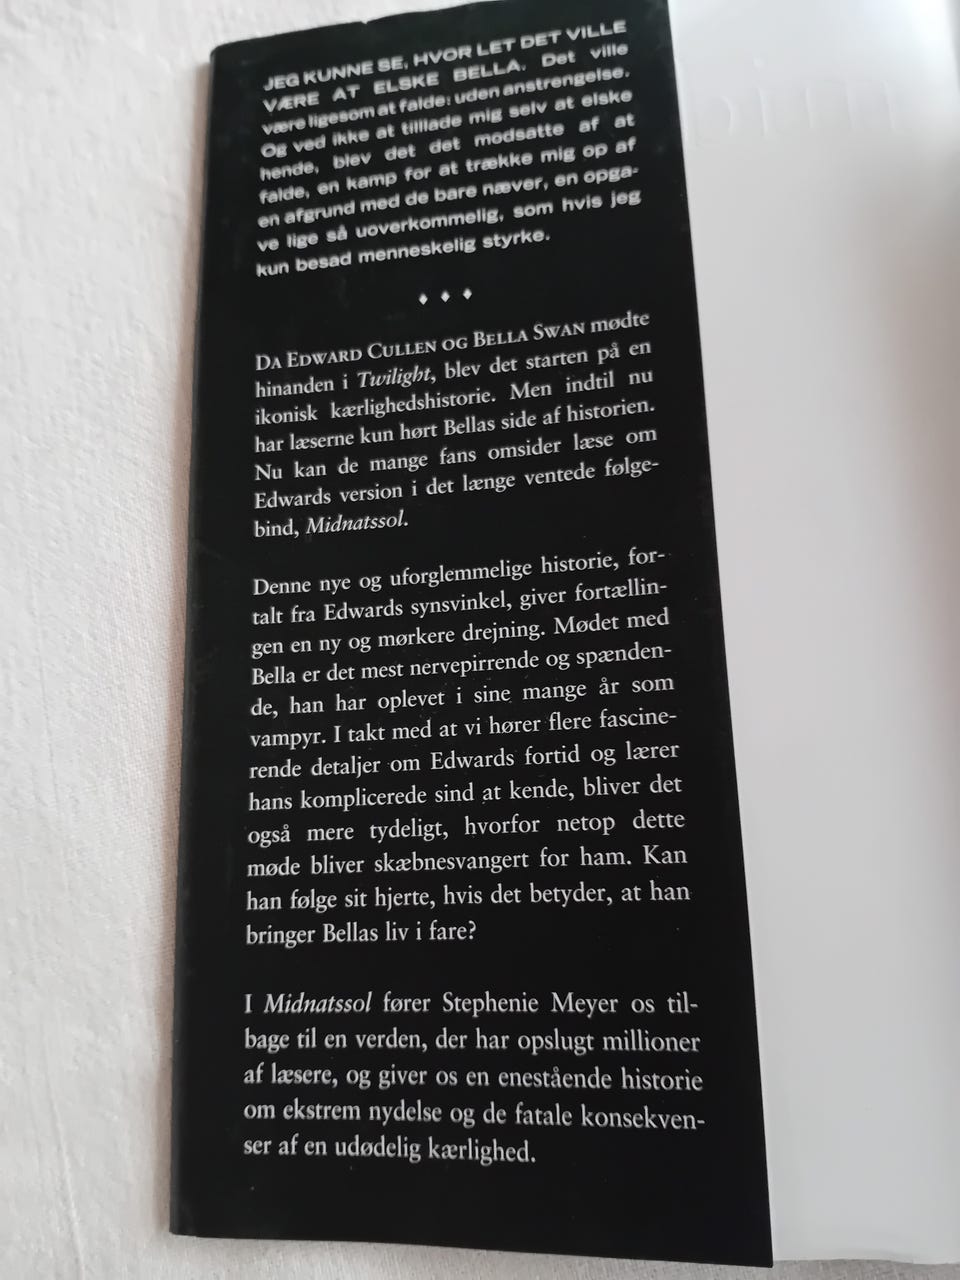 JEG KUNNE SE, HVOR LET DET VILLE
VÆRE AT ELSKE BELLA. Det ville
være ligesom at falde: uden anstrengelse.
Og ved ikke at tilllade mig selv at elske
hende, blev det det modsatte af at
falde, en kamp for at trække mig op af
en afgrund med de bare næver, en opga-
ve lige så uoverkommelig, som hvis jeg
kun besad menneskelig styrke.
♦ ♦ ♦
DA EDWARD CULLEN OG BELLA SWAN mødte
hinanden i Twilight, blev det starten på en
ikonisk kærlighedshistorie. Men indtil nu
har læserne kun hørt Bellas side af historien.
Nu kan de mange fans omsider læse om
Edwards version i det længe ventede følge-
bind, Midnatssol.
Denne nye og uforglemmelige historie, for-
talt fra Edwards synsvinkel, giver fortællin-
gen en ny og mørkere drejning. Mødet med
Bella er det mest nervepirrende og spænden-
de, han har oplevet i sine mange år som
vampyr. I takt med at vi hører flere fascine-
rende detaljer om Edwards fortid og lærer
hans komplicerede sind at kende, bliver det
også mere tydeligt, hvorfor netop dette
møde bliver skæbnesvangert for ham. Kan
han følge sit hjerte, hvis det betyder, at han
bringer Bellas liv i fare?
I Midnatssol fører Stephenie Meyer os til-
bage til en verden, der har opslugt millioner
af læsere, og giver os en enestående historie
om ekstrem nydelse og de fatale konsekven-
ser af en udødelig kærlighed.